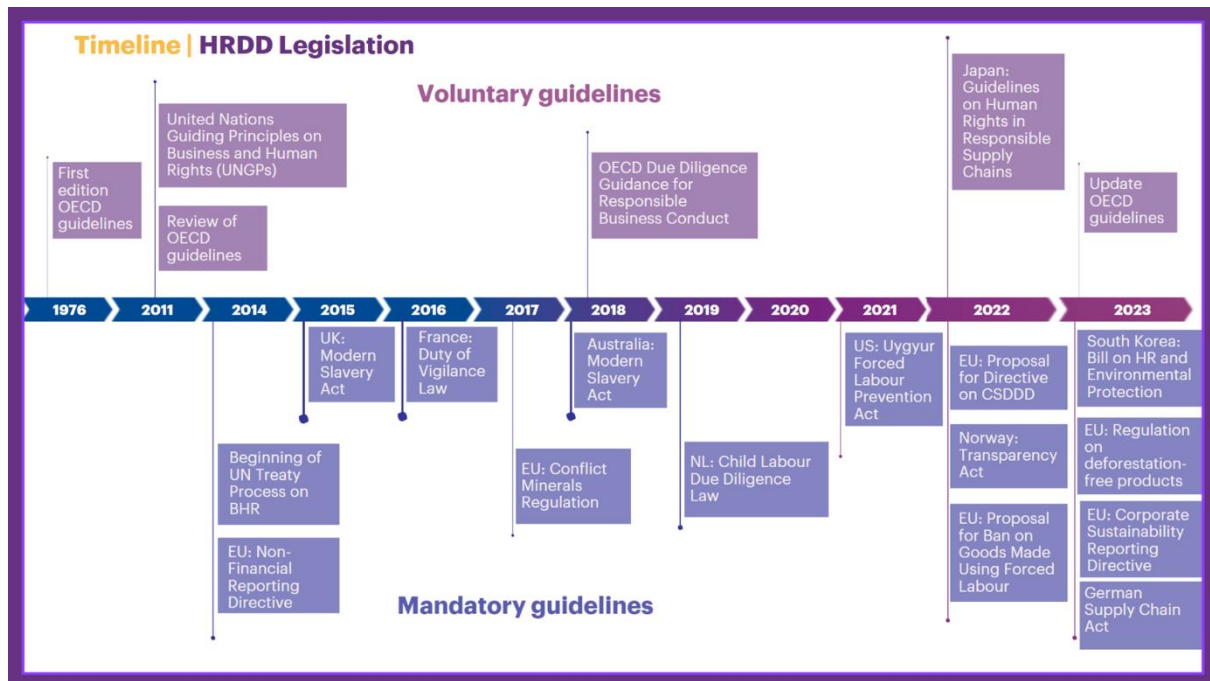 Timeline | HRDD Legislation
Voluntary guidelines
First
edition
OECD
guidelines
United Nations
Guiding Principles on
Business and Human
Rights (UNGPs)
Review of
OECD
guidelines
OECD Due Diligence
Guidance for
Responsible
Business Conduct
Japan:
Guidelines
on Human
Rights in
Responsible
Supply
Chains
Update
OECD
guidelines
1976 2011 2014 2015 2016 2017 2018 2019 2020 2021 2022 2023
Beginning of
UN Treaty
Process on
BHR
EU: Non-
Financial
Reporting
Directive
UK:
Modern
Slavery
Act
France:
Duty of
Vigilance
Law
EU: Conflict
Minerals
Regulation
Australia:
Modern
Slavery
Act
NL: Child Labour
Due Diligence
Law
US: Uygyur
Forced
Labour
Prevention
Act
EU: Proposal
for Directive
on CSDDD
Norway:
Transparency
Act
EU: Proposal
for Ban on
Goods Made
Using Forced
Labour
South Korea:
Bill on HR and
Environmental
Protection
EU: Regulation
on
deforestation-
free products
EU: Corporate
Sustainability
Reporting
Directive
German
Supply Chain
Act
Mandatory guidelines